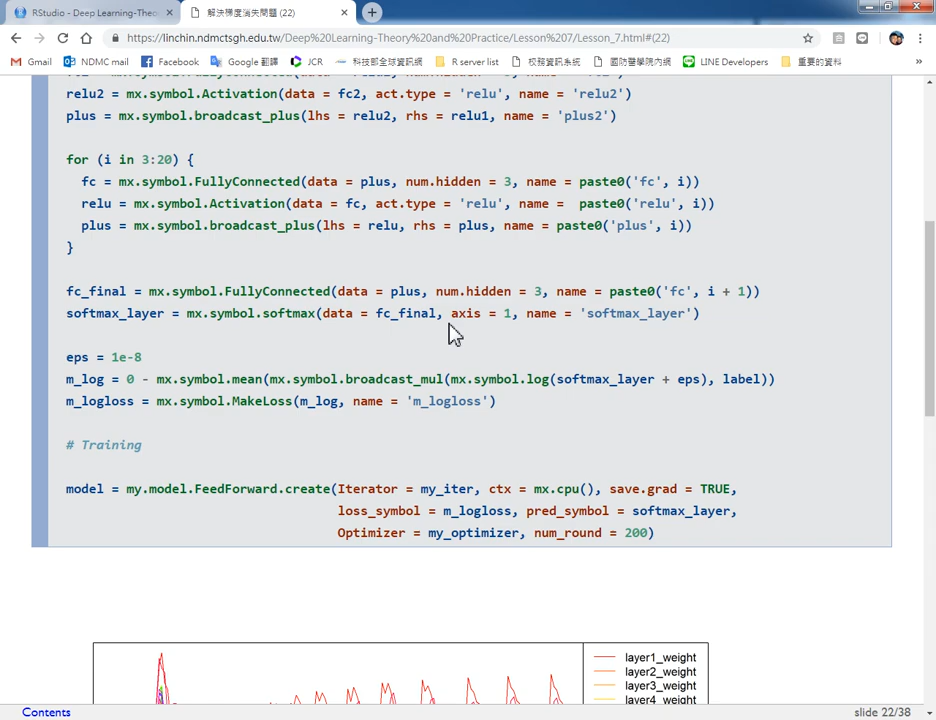 RStudio - Deep Learning-Theo
解決梯度消失問題 (22)
https://linchin.ndmctsgh.edu.tw/Deep%20Learning-Theory%20and%20Practice/Lesson%207/Lesson_7.html#(22)
Gmail NDMC mail Facebook Google 翻譯 JCR 科技部全球資訊網 R server list 校務資訊系統 國防醫學院內網 LINE Developers 重要的資料 »
relu2 = mx.symbol.Activation(data = fc2, act.type = 'relu', name = 'relu2')
plus = mx.symbol.broadcast_plus(lhs = relu2, rhs = relu1, name = 'plus2')
for (i in 3:20) {
fc = mx.symbol.FullyConnected(data = plus, num.hidden = 3, name = paste0('fc', i))
relu = mx.symbol.Activation(data = fc, act.type = 'relu', name =  paste0('relu', i))
plus = mx.symbol.broadcast_plus(lhs = relu, rhs = plus, name = paste0('plus', i))
}
fc_final = mx.symbol.FullyConnected(data = plus, num.hidden = 3, name = paste0('fc', i + 1))
softmax_layer = mx.symbol.softmax(data = fc_final, axis = 1, name = 'softmax_layer')
eps = 1e-8
m_log = 0 - mx.symbol.mean(mx.symbol.broadcast_mul(mx.symbol.log(softmax_layer + eps), label))
m_logloss = mx.symbol.MakeLoss(m_log, name = 'm_logloss')
# Training
model = my.model.FeedForward.create(Iterator = my_iter, ctx = mx.cpu(), save.grad = TRUE,
loss_symbol = m_logloss, pred_symbol = softmax_layer,
Optimizer = my_optimizer, num_round = 200)
layer1_weight
layer2_weight
layer3_weight
layer4_weight
Contents
slide 22/38